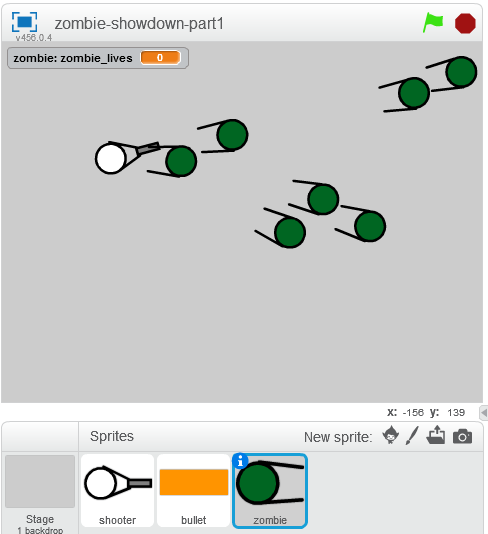 zombie-showdown-part1
v456.0.4
zombie: zombie_lives 0
x: -156 y: 139
Sprites New sprite:
shooter bullet zombie
Stage
1 backdrop